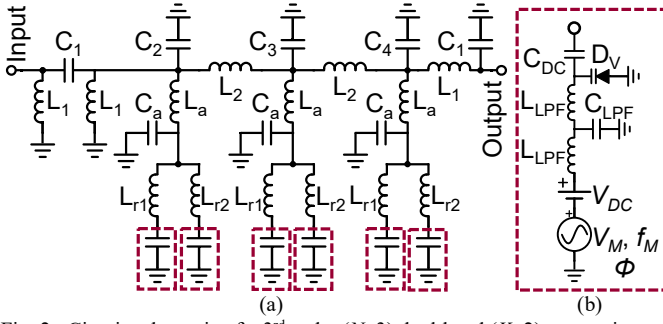 Input
C1
C2
C3
C4
C1
L1
L1
L2
L2
L1
Output
Ca
La
Ca
La
Ca
La
Lr1
Lr2
Lr1
Lr2
Lr1
Lr2
(a)
CDC
DV
LLPF
CLPF
LLPF
+
VDC
+
VM, fM
Φ
(b)